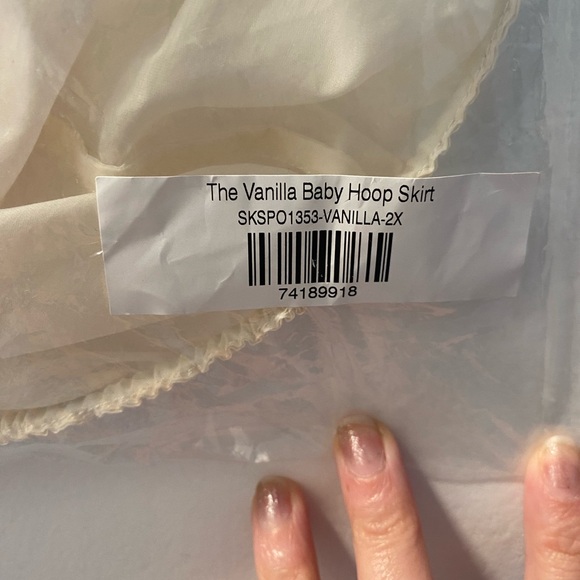 The Vanilla Baby Hoop Skirt
SKSPO1353-VANILLA-2X
74189918